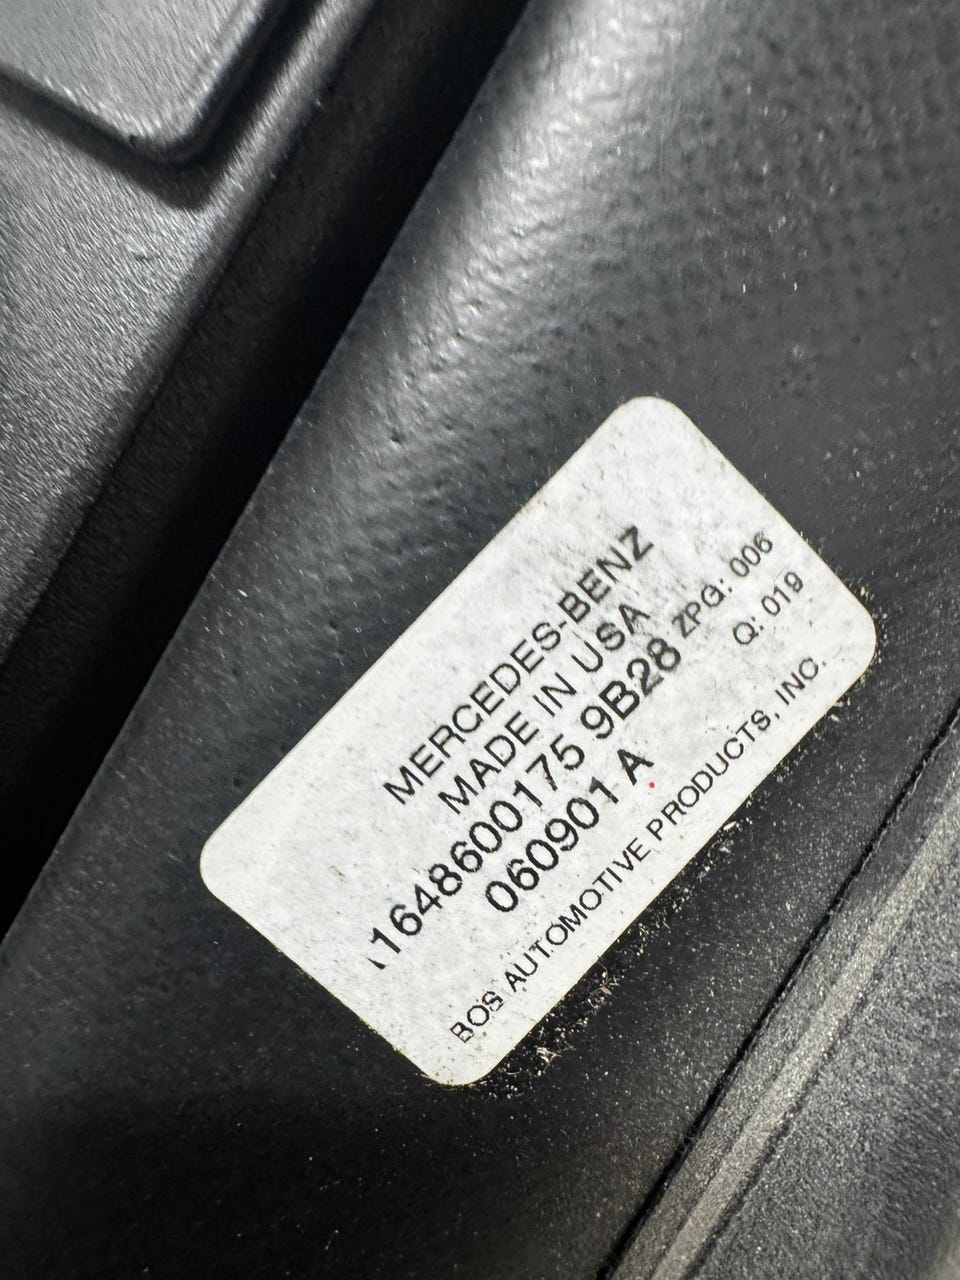 MERCEDES-BENZ
MADE IN USA
1648600175 9B28 ZPG: 006
060901 A Q: 019
BOS AUTOMOTIVE PRODUCTS, INC.